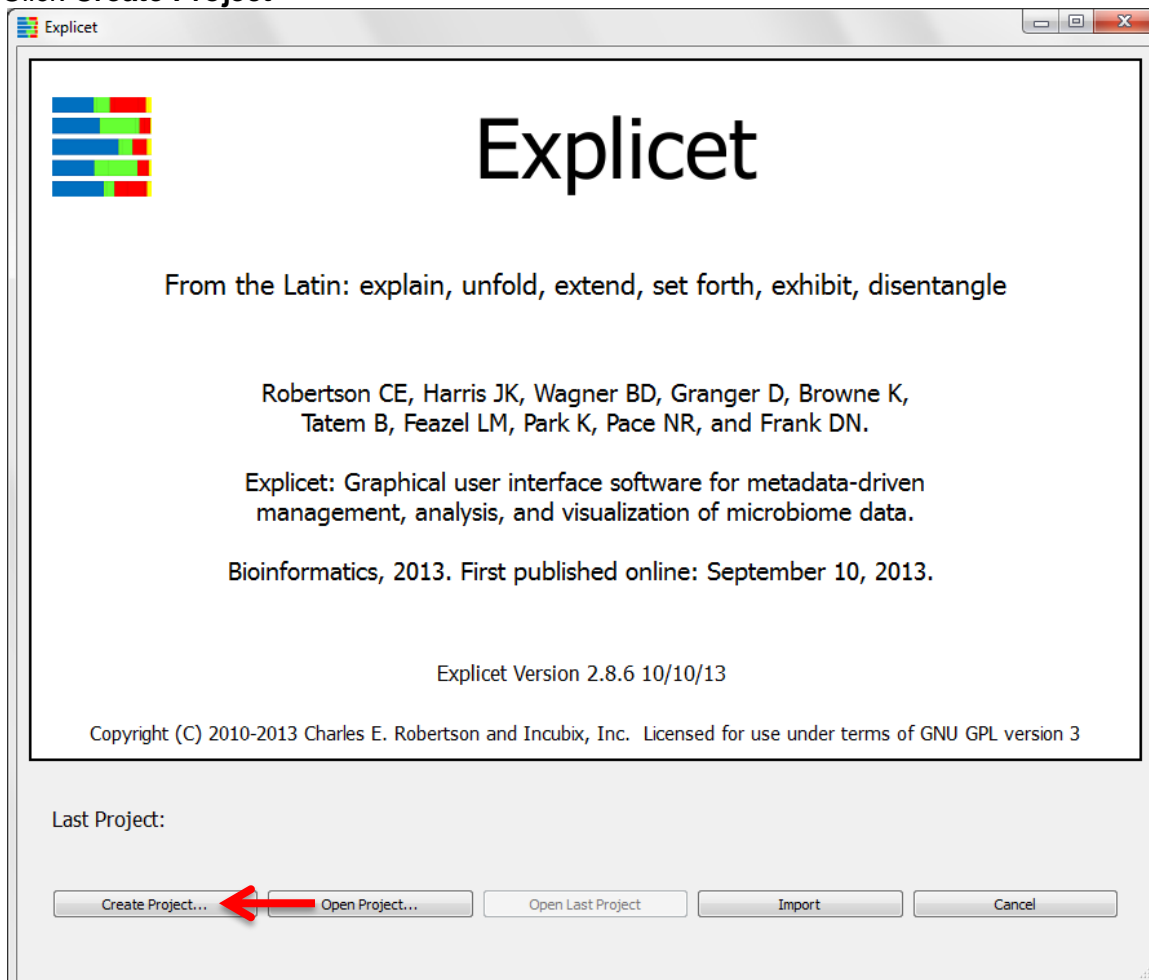 Click Create Project
Explicet
Explicet
From the Latin: explain, unfold, extend, set forth, exhibit, disentangle
Robertson CE, Harris JK, Wagner BD, Granger D, Browne K,
Tatem B, Feazel LM, Park K, Pace NR, and Frank DN.
Explicet: Graphical user interface software for metadata-driven
management, analysis, and visualization of microbiome data.
Bioinformatics, 2013. First published online: September 10, 2013.
Explicet Version 2.8.6 10/10/13
Copyright (C) 2010-2013 Charles E. Robertson and Incubix, Inc. Licensed for use under terms of GNU GPL version 3
Last Project:
Create Project... Open Project... Open Last Project Import Cancel